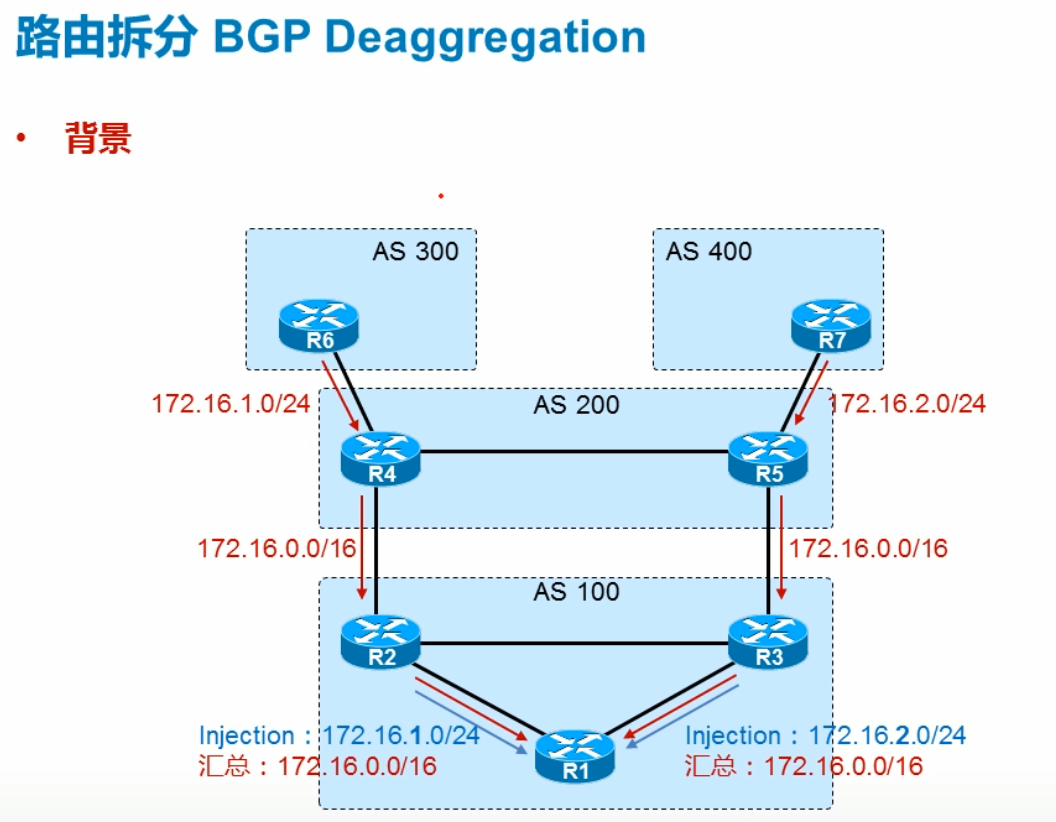 路由拆分 BGP Deaggregation
• 背景
AS 300
AS 400
R6
R7
172.16.1.0/24
AS 200
172.16.2.0/24
R4
R5
172.16.0.0/16
172.16.0.0/16
AS 100
R2
R3
Injection：172.16.1.0/24
汇总：172.16.0.0/16
Injection：172.16.2.0/24
汇总：172.16.0.0/16
R1